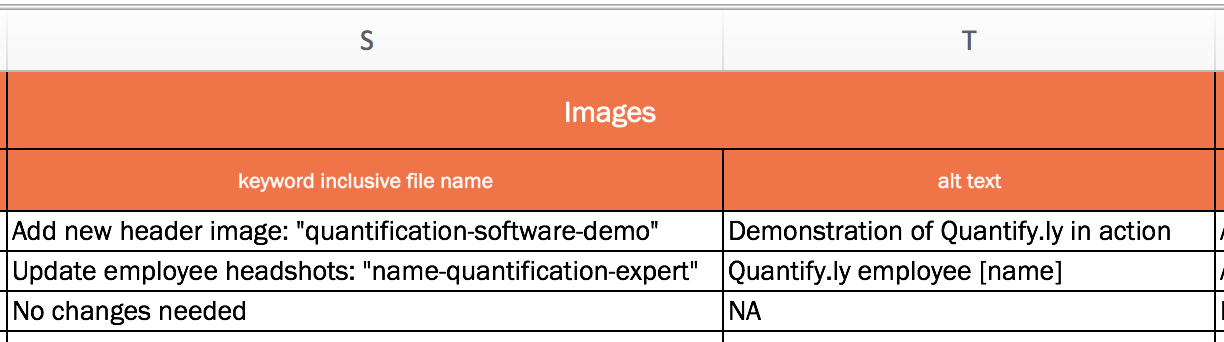 S T
Images
keyword inclusive file name alt text
Add new header image: "quantification-software-demo" Demonstration of Quantify.ly in action
Update employee headshots: "name-quantification-expert" Quantify.ly employee [name]
No changes needed NA